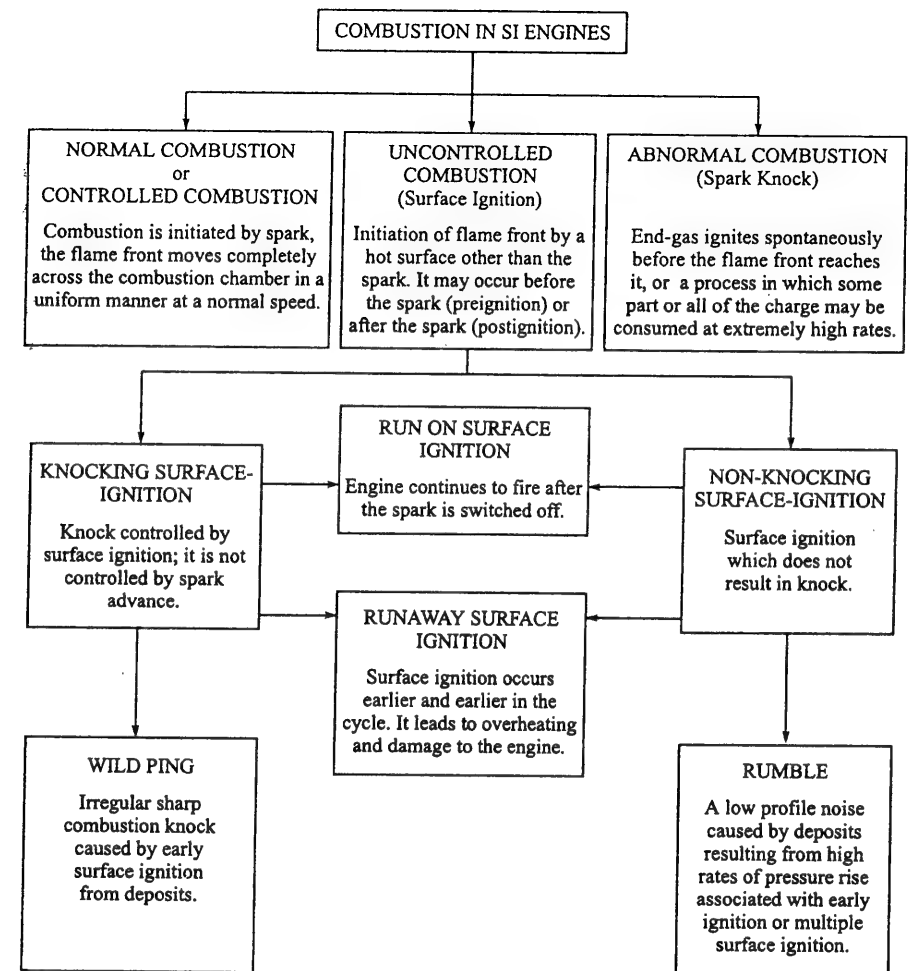 COMBUSTION IN SI ENGINES
NORMAL COMBUSTION
or
CONTROLLED COMBUSTION
Combustion is initiated by spark,
the flame front moves completely
across the combustion chamber in a
uniform manner at a normal speed.
UNCONTROLLED
COMBUSTION
(Surface Ignition)
Initiation of flame front by a
hot surface other than the
spark. It may occur before
the spark (preignition) or
after the spark (postignition).
ABNORMAL COMBUSTION
(Spark Knock)
End-gas ignites spontaneously
before the flame front reaches
it, or a process in which some
part or all of the charge may be
consumed at extremely high rates.
KNOCKING SURFACE-
IGNITION
Knock controlled by
surface ignition; it is not
controlled by spark
advance.
RUN ON SURFACE
IGNITION
Engine continues to fire after
the spark is switched off.
NON-KNOCKING
SURFACE-IGNITION
Surface ignition
which does not
result in knock.
RUNAWAY SURFACE
IGNITION
Surface ignition occurs
earlier and earlier in the
cycle. It leads to overheating
and damage to the engine.
WILD PING
Irregular sharp
combustion knock
caused by early
surface ignition
from deposits.
RUMBLE
A low profile noise
caused by deposits
resulting from high
rates of pressure rise
associated with early
ignition or multiple
surface ignition.